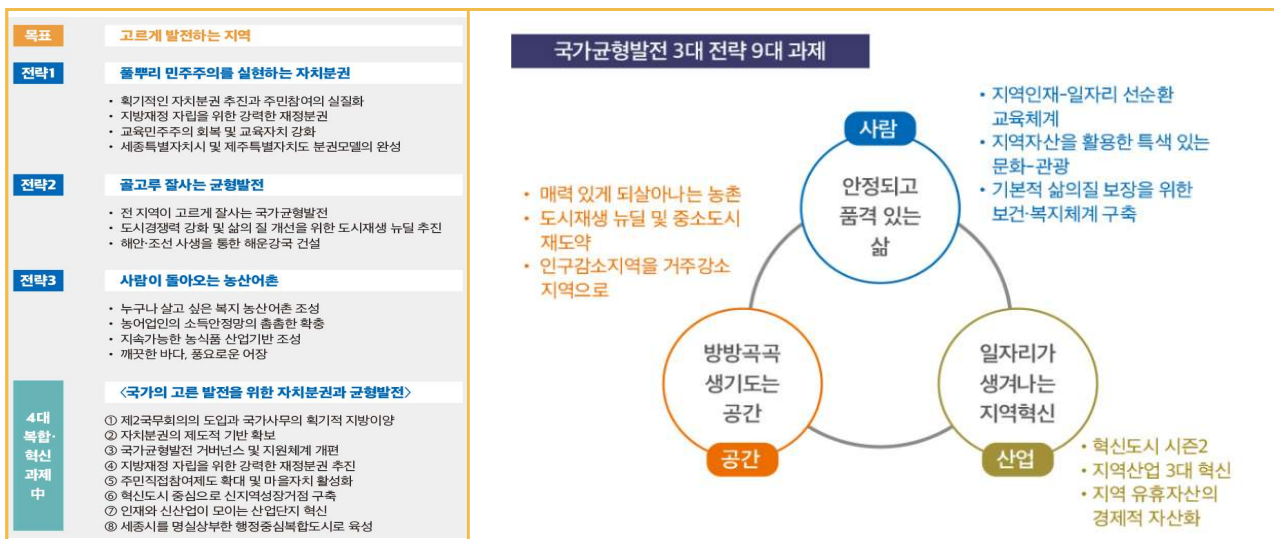 목표 고르게 발전하는 지역
전략1 풀뿌리 민주주의를 실현하는 자치분권
• 획기적인 자치분권 추진과 주민참여의 실질화
• 지방재정 자립을 위한 강력한 재정분권
• 교육민주주의 회복 및 교육자치 강화
• 세종특별자치시 및 제주특별자치도 분권모델의 완성
전략2 골고루 잘사는 균형발전
• 전 지역이 고르게 잘사는 국가균형발전
• 도시경쟁력 강화 및 삶의 질 개선을 위한 도시재생 뉴딜 추진
• 해안·조선 사생을 통한 해운강국 건설
전략3 사람이 돌아오는 농산어촌
• 누구나 살고 싶은 복지 농산어촌 조성
• 농어업인의 소득안정망의 촘촘한 확충
• 지속가능한 농식품 산업기반 조성
• 깨끗한 바다, 풍요로운 어장
4대
복합·
혁신
과제
中
〈국가의 고른 발전을 위한 자치분권과 균형발전〉
① 제2국무회의의 도입과 국가사무의 획기적 지방이양
② 자치분권의 제도적 기반 확보
③ 국가균형발전 거버넌스 및 지원체계 개편
④ 지방재정 자립을 위한 강력한 재정분권 추진
⑤ 주민직접참여제도 확대 및 마을자치 활성화
⑥ 혁신도시 중심으로 신지역성장거점 구축
⑦ 인재와 신산업이 모이는 산업단지 혁신
⑧ 세종시를 명실상부한 행정중심복합도시로 육성
국가균형발전 3대 전략 9대 과제
사람
안정되고
품격 있는
삶
• 지역인재-일자리 선순환
교육체계
• 지역자산을 활용한 특색 있는
문화-관광
• 기본적 삶의질 보장을 위한
보건·복지체계 구축
• 매력 있게 되살아나는 농촌
• 도시재생 뉴딜 및 중소도시
재도약
• 인구감소지역을 거주강소
지역으로
방방곡곡
생기도는
공간
공간
일자리가
생겨나는
지역혁신
산업
• 혁신도시 시즌2
• 지역산업 3대 혁신
• 지역 유휴자산의
경제적 자산화